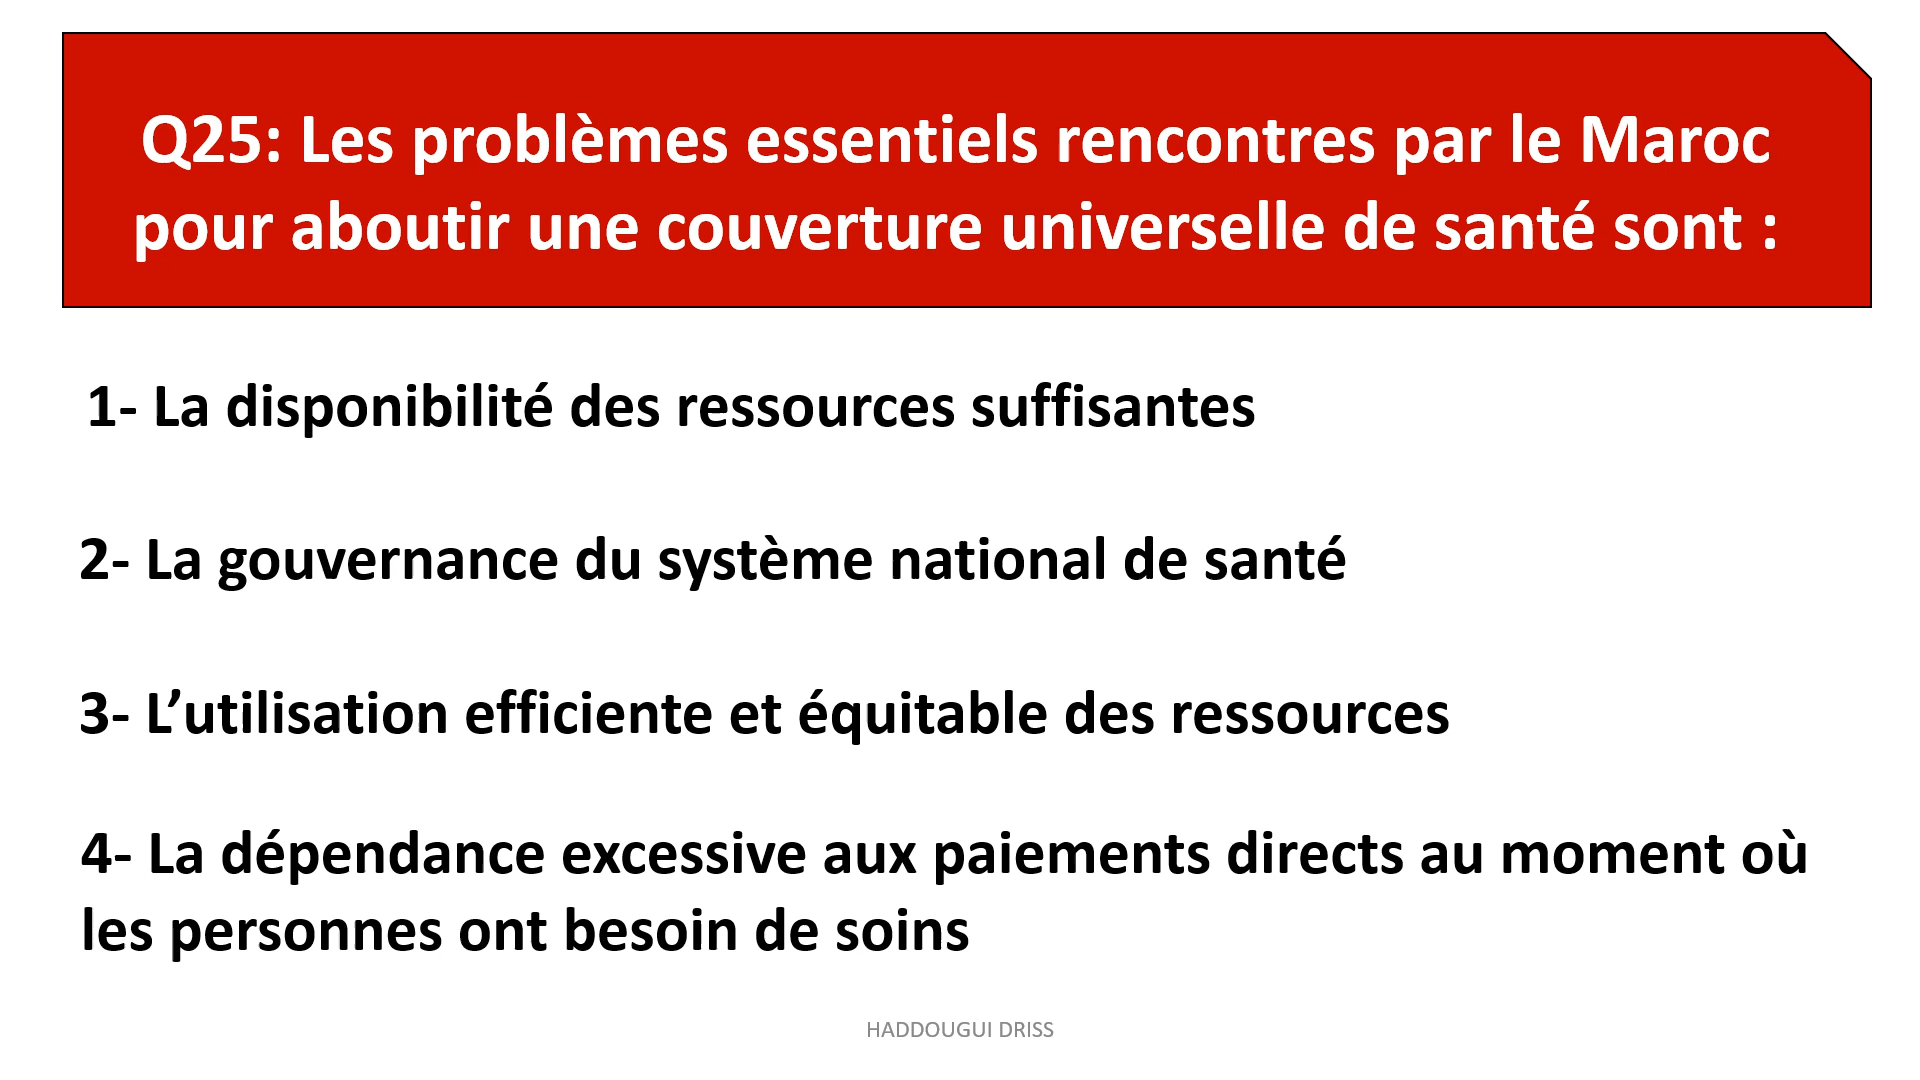 Q25: Les problèmes essentiels rencontres par le Maroc
pour aboutir une couverture universelle de santé sont :
1- La disponibilité des ressources suffisantes
2- La gouvernance du système national de santé
3- L’utilisation efficiente et équitable des ressources
4- La dépendance excessive aux paiements directs au moment où
les personnes ont besoin de soins
HADDOUGUI DRISS